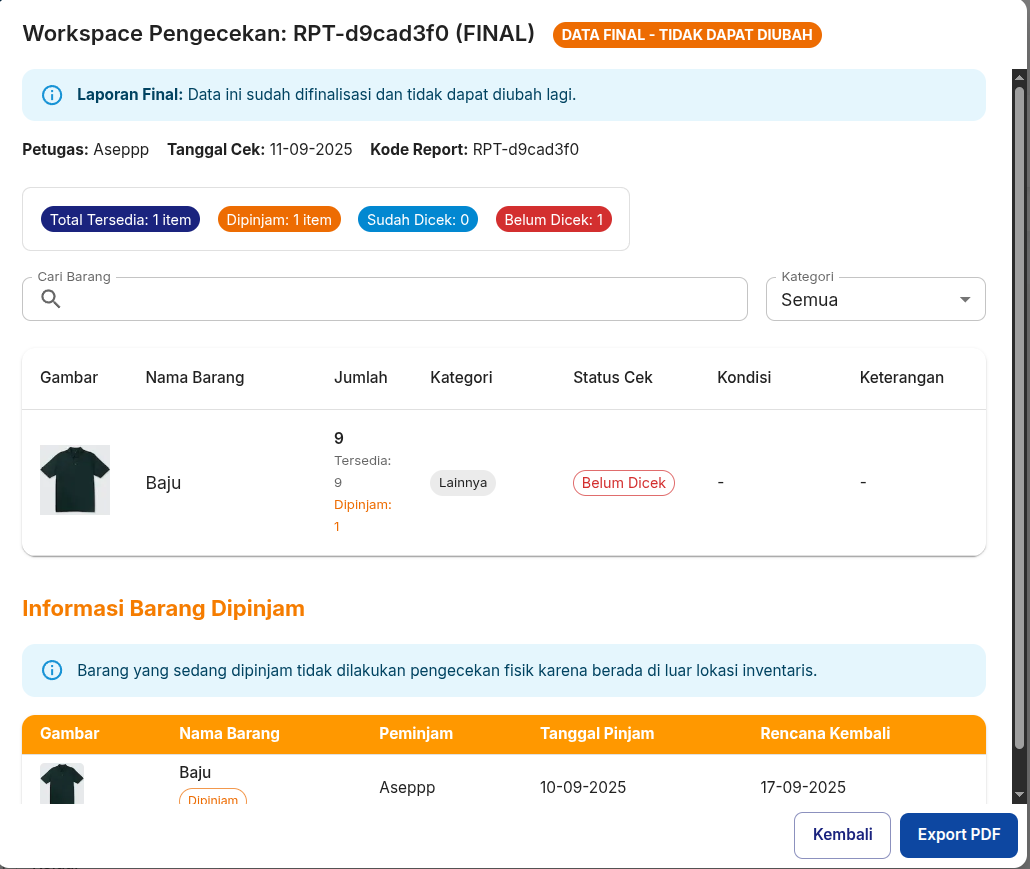 Workspace Pengecekan: RPT-d9cad3f0 (FINAL) DATA FINAL - TIDAK DAPAT DIUBAH
Laporan Final: Data ini sudah difinalisasi dan tidak dapat diubah lagi.
Petugas: Aseppp Tanggal Cek: 11-09-2025 Kode Report: RPT-d9cad3f0
Total Tersedia: 1 item Dipinjam: 1 item Sudah Dicek: 0 Belum Dicek: 1
Cari Barang Kategori
Semua
Gambar Nama Barang Jumlah Kategori Status Cek Kondisi Keterangan
9
Tersedia:
Baju 9 Lainnya Belum Dicek - -
Dipinjam:
1
Informasi Barang Dipinjam
Barang yang sedang dipinjam tidak dilakukan pengecekan fisik karena berada di luar lokasi inventaris.
Gambar Nama Barang Peminjam Tanggal Pinjam Rencana Kembali
Baju
Aseppp 10-09-2025 17-09-2025
Dipinjam
Kembali Export PDF